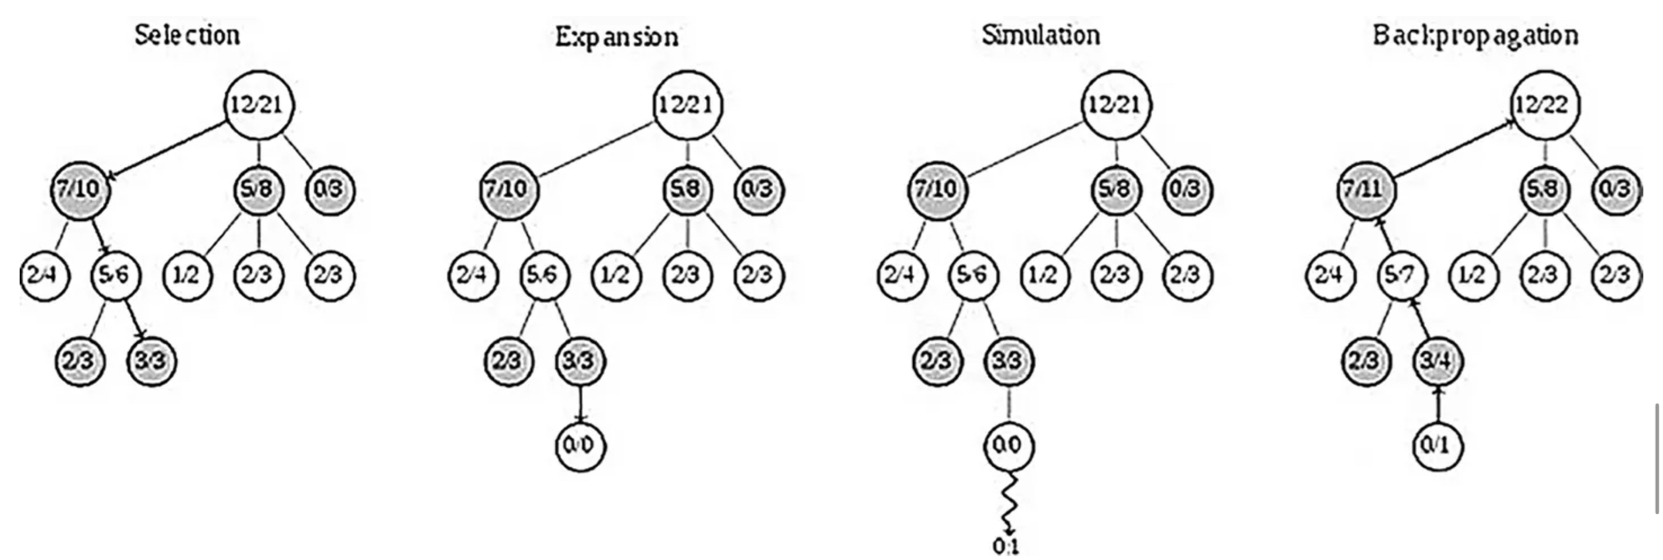 Selection Expansion Simulation Backpropagation
12/21 12/21 12/21 12/22
7/10 5/8 0/3 7/10 5/8 0/3 7/10 5/8 0/3 7/11 5/8 0/3
2/4 5/6 1/2 2/3 2/3 2/4 5/6 1/2 2/3 2/3 2/4 5/6 1/2 2/3 2/3 2/4 5/7 1/2 2/3 2/3
2/3 3/3 2/3 3/3 2/3 3/3 2/3 3/4
0/0 0/0 0/1
0:1